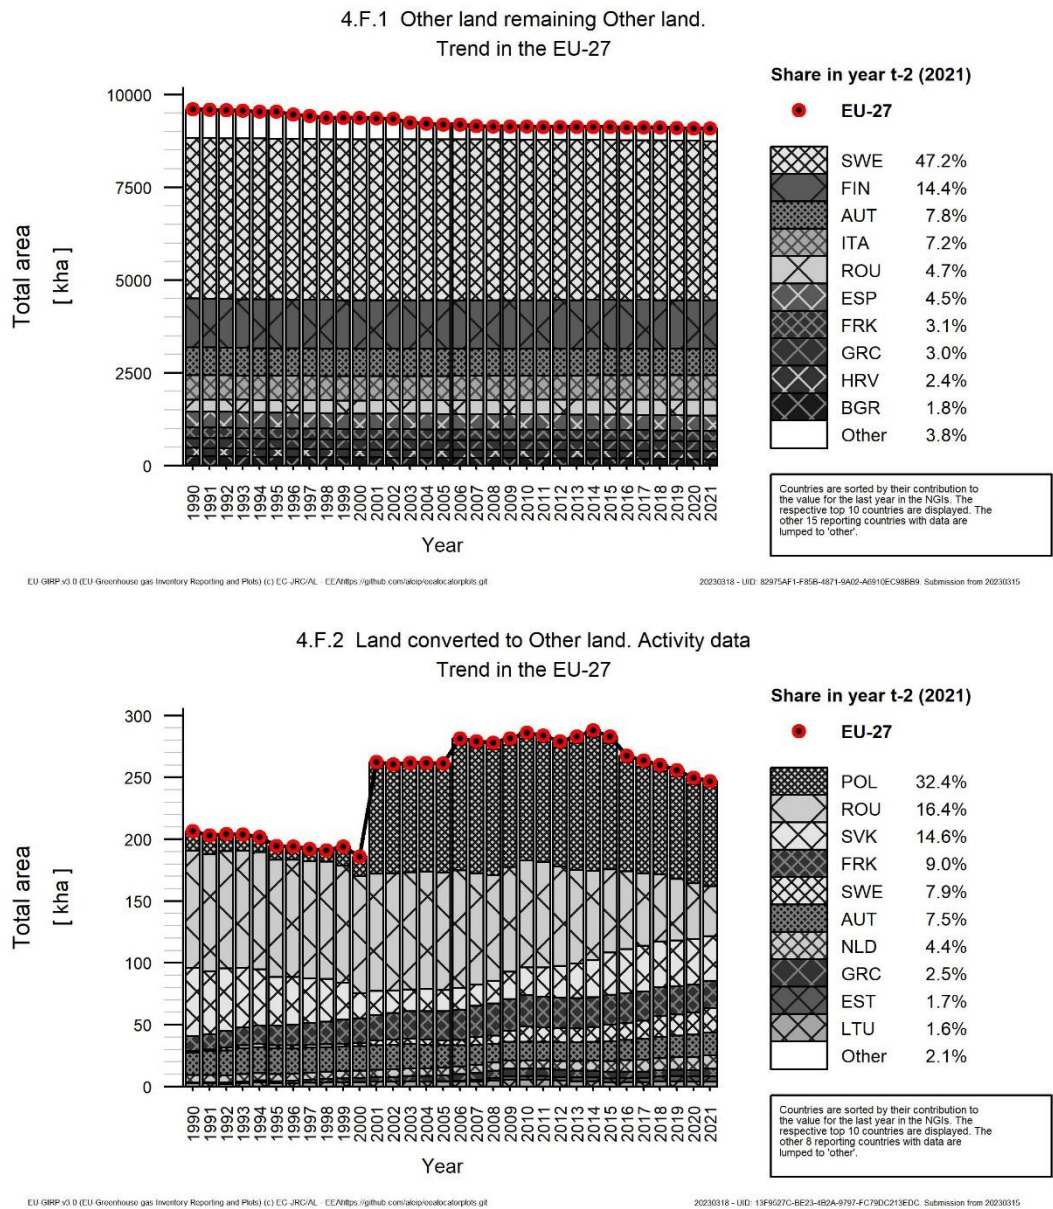 4.F.1 Other land remaining Other land.
Trend in the EU-27
Share in year t-2 (2021)
EU-27
SWE 47.2%
FIN 14.4%
AUT 7.8%
ITA 7.2%
ROU 4.7%
ESP 4.5%
FRK 3.1%
GRC 3.0%
HRV 2.4%
BGR 1.8%
Other 3.8%
Total area
[ kha ]
10000
7500
5000
2500
0
1990 1991 1992 1993 1994 1995 1996 1997 1998 1999 2000 2001 2002 2003 2004 2005 2006 2007 2008 2009 2010 2011 2012 2013 2014 2015 2016 2017 2018 2019 2020 2021
Year
Countries are sorted by their contribution to
the value for the last year in the NGIs. The
respective top 10 countries are displayed. The
other 15 reporting countries with data are
lumped to 'other'.
EU-GIRP v3.0 (EU-Greenhouse gas Inventory Reporting and Plots) (c) EC-JRC/AL - EEAhttps://github.com/aleip/eealocatorplots.git
20230318 - UID: 82975AF1-F85B-4871-9A02-A6910EC98BB9. Submission from 20230315
4.F.2 Land converted to Other land. Activity data
Trend in the EU-27
Share in year t-2 (2021)
EU-27
POL 32.4%
ROU 16.4%
SVK 14.6%
FRK 9.0%
SWE 7.9%
AUT 7.5%
NLD 4.4%
GRC 2.5%
EST 1.7%
LTU 1.6%
Other 2.1%
Total area
[ kha ]
300
250
200
150
100
50
0
1990 1991 1992 1993 1994 1995 1996 1997 1998 1999 2000 2001 2002 2003 2004 2005 2006 2007 2008 2009 2010 2011 2012 2013 2014 2015 2016 2017 2018 2019 2020 2021
Year
Countries are sorted by their contribution to
the value for the last year in the NGIs. The
respective top 10 countries are displayed. The
other 8 reporting countries with data are
lumped to 'other'.
EU-GIRP v3.0 (EU-Greenhouse gas Inventory Reporting and Plots) (c) EC-JRC/AL - EEAhttps://github.com/aleip/eealocatorplots.git
20230318 - UID: 13F9527C-BE23-4B2A-9797-FC79DC213EDC. Submission from 20230315